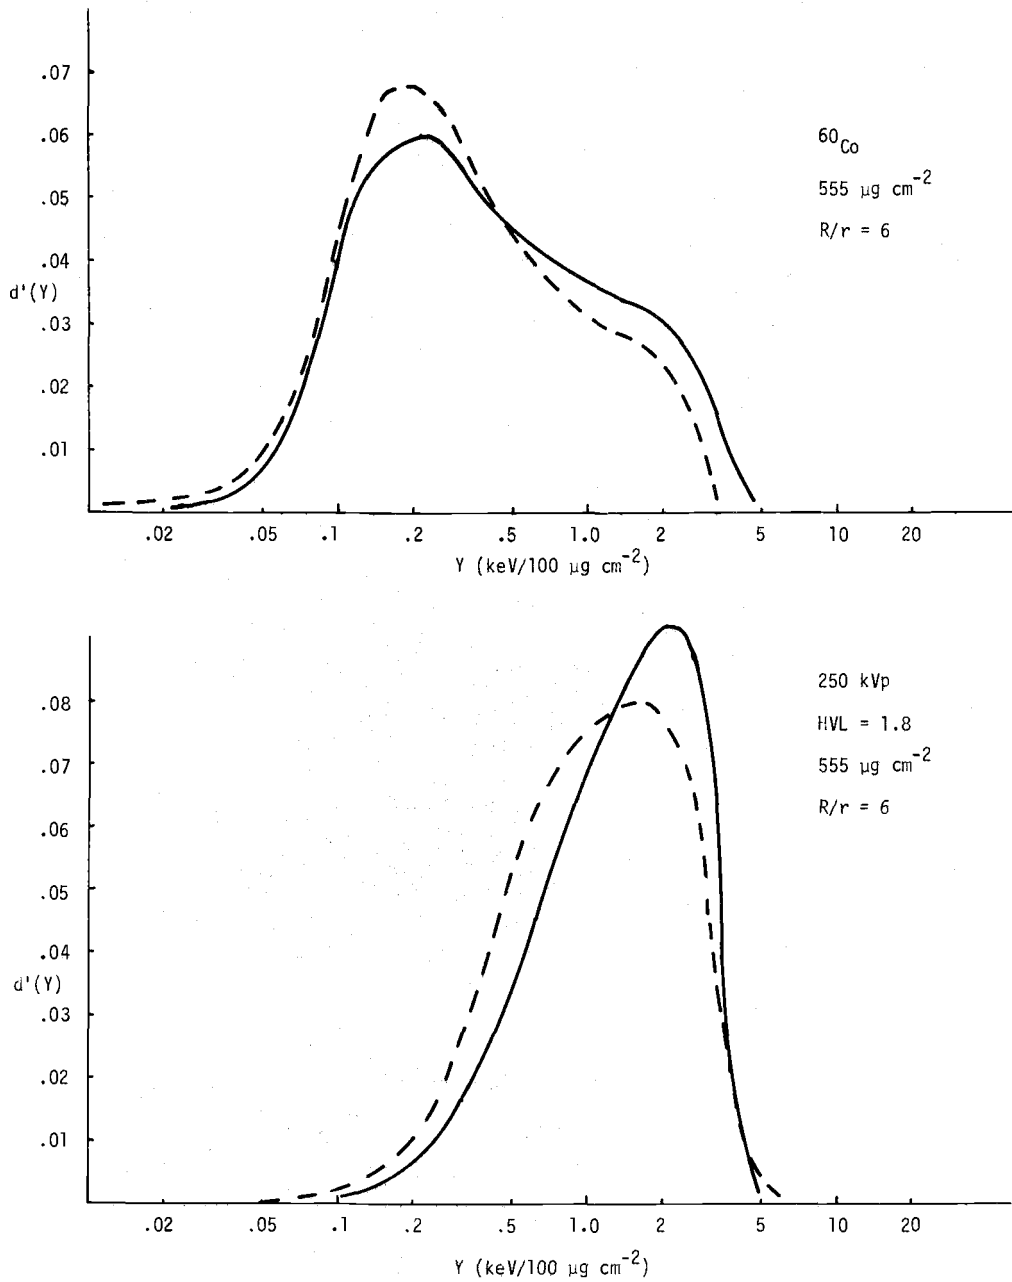 .07
.06
.05
.04
d'(Y)
.03
.02
.01
.02 .05 .1 .2 .5 1.0 2 5 10 20
Y (keV/100 µg cm⁻²)
⁶⁰Co
555 µg cm⁻²
R/r = 6
.08
.07
.06
.05
.04
d'(Y)
.03
.02
.01
.02 .05 .1 .2 .5 1.0 2 5 10 20
Y (keV/100 µg cm⁻²)
250 kVp
HVL = 1.8
555 µg cm⁻²
R/r = 6